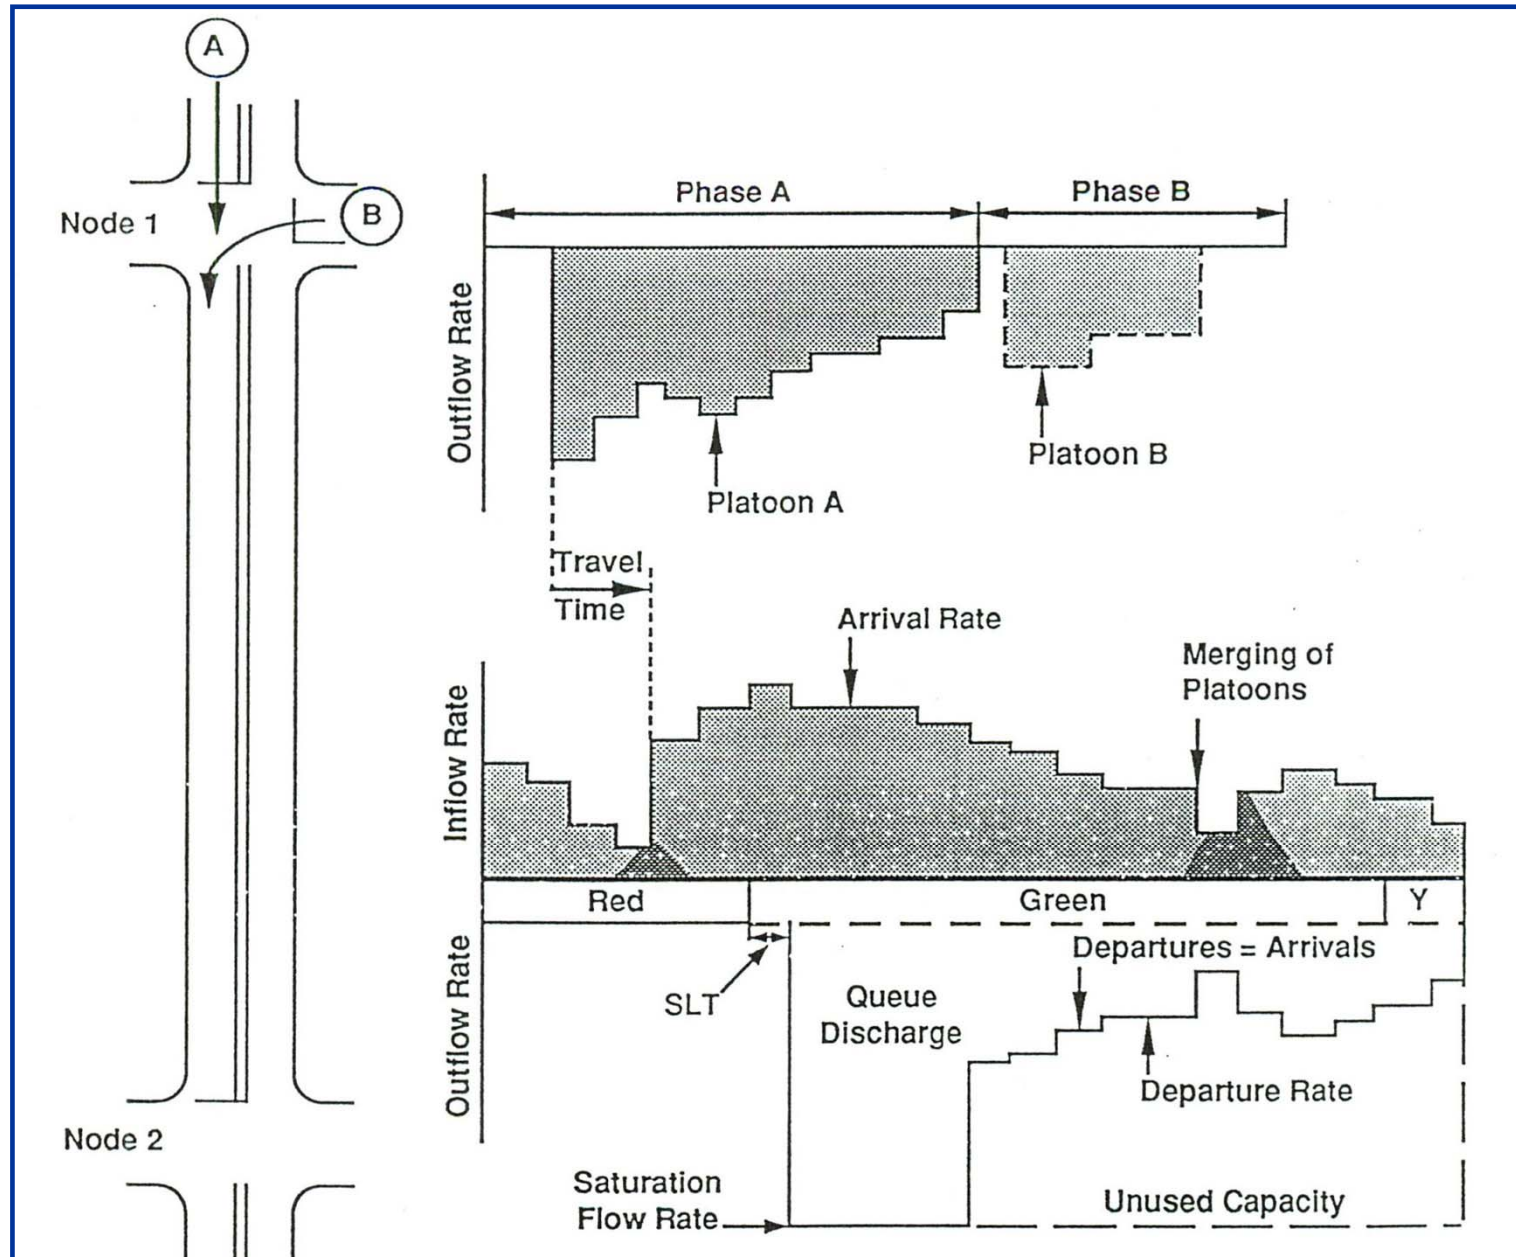 A
Node 1
B
Phase A
Phase B
Outflow Rate
Platoon A
Platoon B
Travel
Time
Arrival Rate
Merging of
Platoons
Inflow Rate
Red
Green
Y
Outflow Rate
SLT
Queue
Discharge
Departures = Arrivals
Departure Rate
Node 2
Saturation
Flow Rate
Unused Capacity